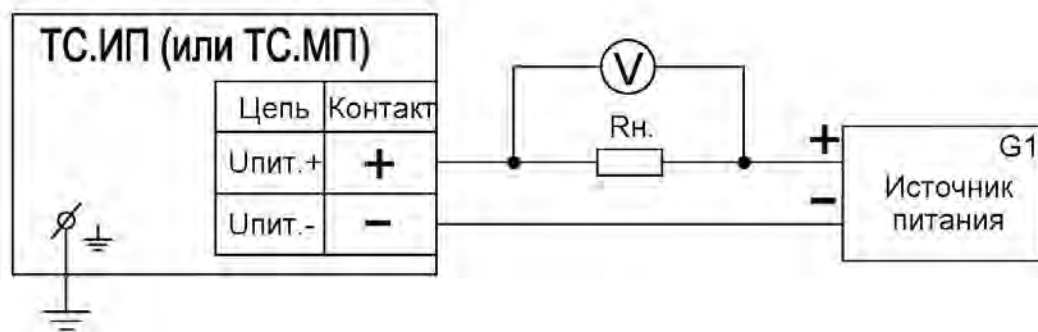 ТС.ИП (или ТС.МП)
Цепь Контакт
Uпит.+ +
Uпит.- −
V
Rн.
+
−
G1
Источник
питания